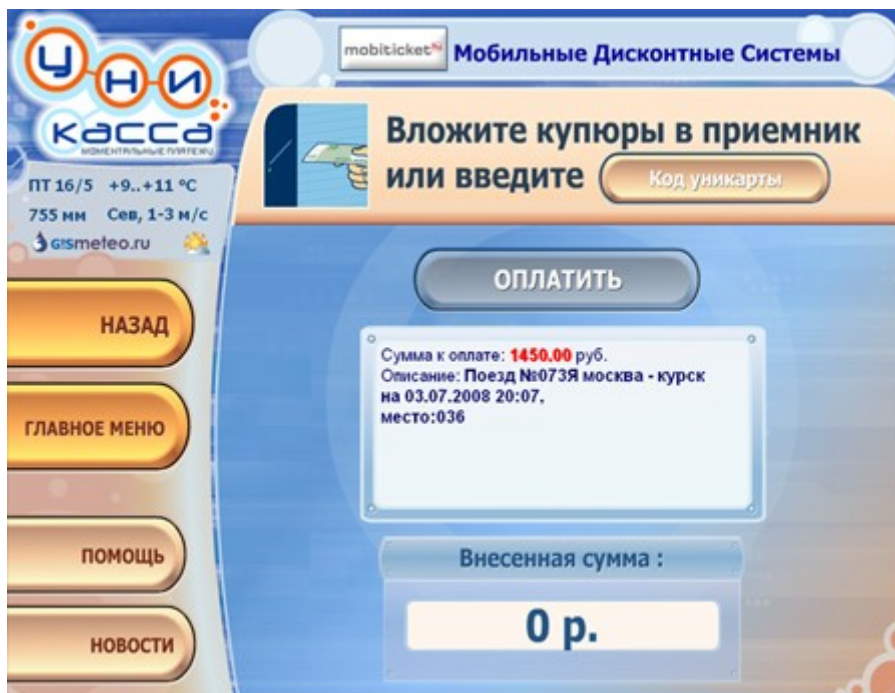 УНИ
касса
МОМЕНТАЛЬНЫЕ ПЛАТЕЖИ
ПТ 16/5 +9..+11 °C
755 мм Сев, 1-3 м/с
GISmeteo.ru
НАЗАД
ГЛАВНОЕ МЕНЮ
ПОМОЩЬ
НОВОСТИ
mobiticket Мобильные Дисконтные Системы
Вложите купюры в приемник
или введите Код уникарты
ОПЛАТИТЬ
Сумма к оплате: 1450.00 руб.
Описание: Поезд №073Я москва - курск
на 03.07.2008 20:07,
место:036
Внесенная сумма :
0 р.